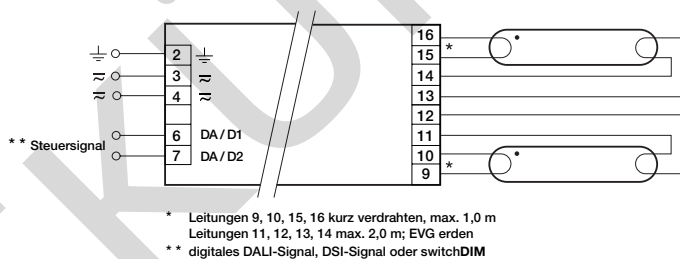 16
15 *
2
14
3
4
13
12
* * Steuersignal
6 DA / D1
11
7 DA / D2
10
9 *
* Leitungen 9, 10, 15, 16 kurz verdrahten, max. 1,0 m
Leitungen 11, 12, 13, 14 max. 2,0 m; EVG erden
* * digitales DALI-Signal, DSI-Signal oder switchDIM